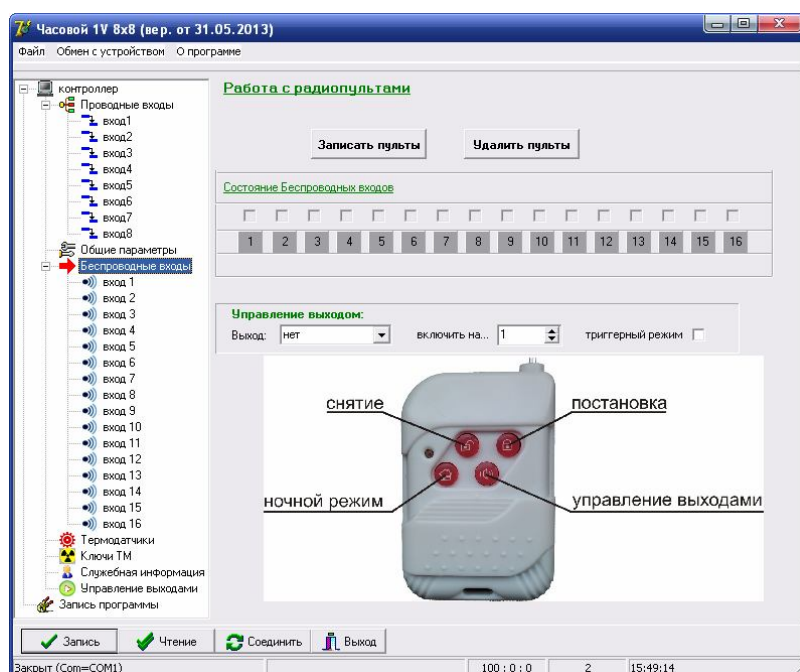 Часовой 1V 8x8 (вер. от 31.05.2013)
Файл Обмен с устройством О программе
контроллер
Проводные входы
вход1
вход2
вход3
вход4
вход5
вход6
вход7
вход8
Общие параметры
Беспроводные входы
вход 1
вход 2
вход 3
вход 4
вход 5
вход 6
вход 7
вход 8
вход 9
вход 10
вход 11
вход 12
вход 13
вход 14
вход 15
вход 16
Термодатчики
Ключи ТМ
Служебная информация
Управление выходами
Запись программы
Работа с радиопультами
Записать пульты Удалить пульты
Состояние Беспроводных входов
1 2 3 4 5 6 7 8 9 10 11 12 13 14 15 16
Управление выходом:
Выход: нет включить на... 1 триггерный режим
снятие постановка
ночной режим управление выходами
Запись Чтение Соединить Выход
Закрыт (Com=COM1) 100 : 0 : 0 2 15:49:14